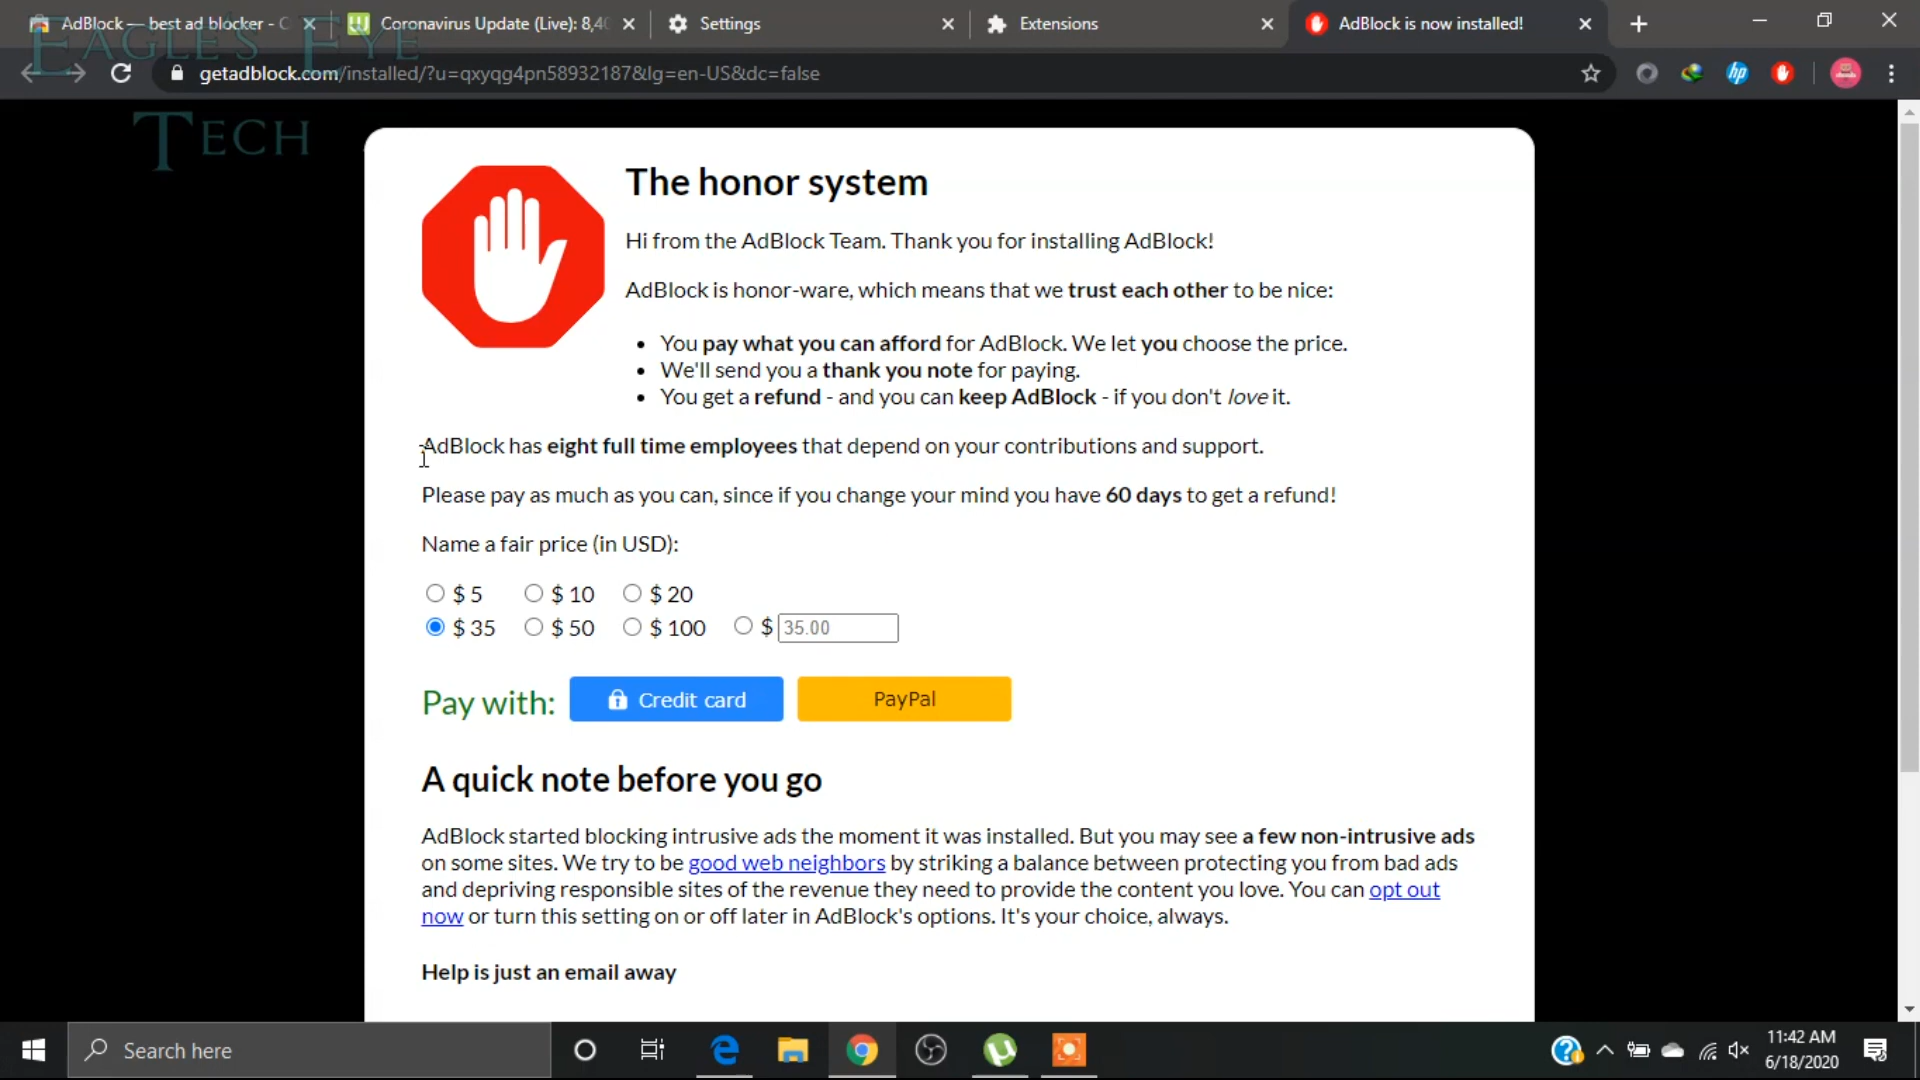 AdBlock — best ad blocker - C
Coronavirus Update (Live): 8,40
Settings
Extensions
AdBlock is now installed!
EAGLE'S EYE
TECH
getadblock.com/installed/?u=qxyqg4pn58932187&lg=en-US&dc=false
hp
The honor system
Hi from the AdBlock Team. Thank you for installing AdBlock!
AdBlock is honor-ware, which means that we trust each other to be nice:
• You pay what you can afford for AdBlock. We let you choose the price.
• We'll send you a thank you note for paying.
• You get a refund - and you can keep AdBlock - if you don't love it.
AdBlock has eight full time employees that depend on your contributions and support.
Please pay as much as you can, since if you change your mind you have 60 days to get a refund!
Name a fair price (in USD):
$ 5 $ 10 $ 20
$ 35 $ 50 $ 100 $ 35.00
Pay with: Credit card PayPal
A quick note before you go
AdBlock started blocking intrusive ads the moment it was installed. But you may see a few non-intrusive ads
on some sites. We try to be good web neighbors by striking a balance between protecting you from bad ads
and depriving responsible sites of the revenue they need to provide the content you love. You can opt out
now or turn this setting on or off later in AdBlock's options. It's your choice, always.
Help is just an email away
Search here
11:42 AM
6/18/2020